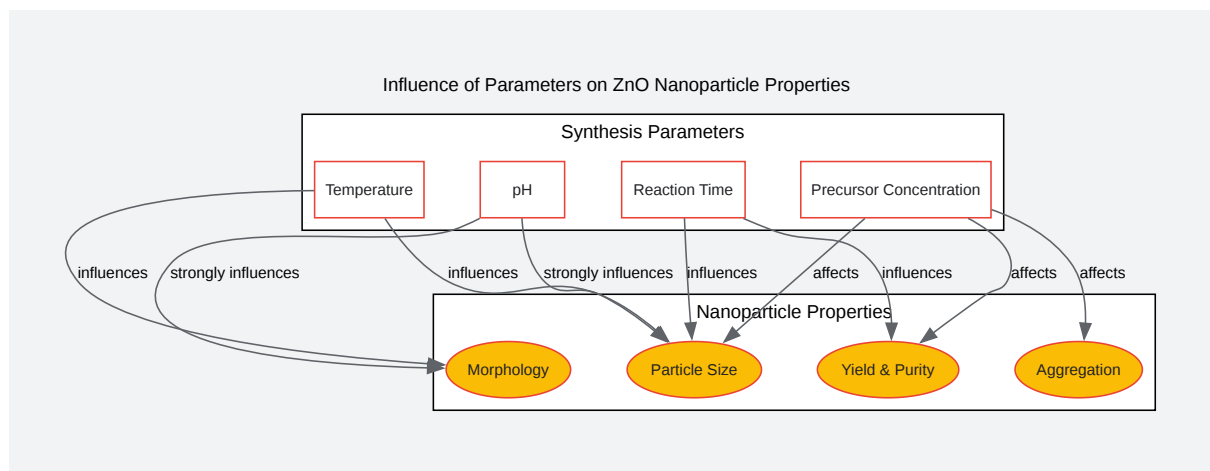 Influence of Parameters on ZnO Nanoparticle Properties
Synthesis Parameters
Temperature
pH
Reaction Time
Precursor Concentration
influences
strongly influences
influences
strongly influences
influences
affects
influences
affects
affects
Nanoparticle Properties
Morphology
Particle Size
Yield & Purity
Aggregation